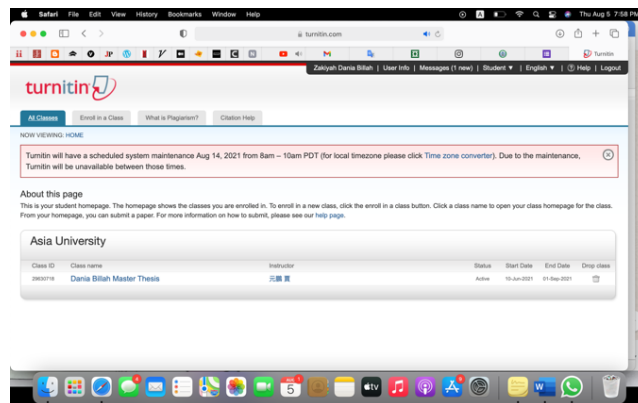 Safari File Edit View History Bookmarks Window Help Thu Aug 5 7:58 PM
turnitin.com
Turnitin
Zakiyah Dania Billah | User Info | Messages (1 new) | Student ▼ | English ▼ | Help | Logout
turnitin
All Classes Enroll in a Class What is Plagiarism? Citation Help
NOW VIEWING: HOME
Turnitin will have a scheduled system maintenance Aug 14, 2021 from 8am – 10am PDT (for local timezone please click Time zone converter). Due to the maintenance,
Turnitin will be unavailable between those times.
About this page
This is your student homepage. The homepage shows the classes you are enrolled in. To enroll in a new class, click the enroll in a class button. Click a class name to open your class homepage for the class.
From your homepage, you can submit a paper. For more information on how to submit, please see our help page.
Asia University
Class ID Class name Instructor Status Start Date End Date Drop class
Dania Billah Master Thesis 元鵬 賈 Active 10-Jun-2021 01-Sep-2021
5
tv